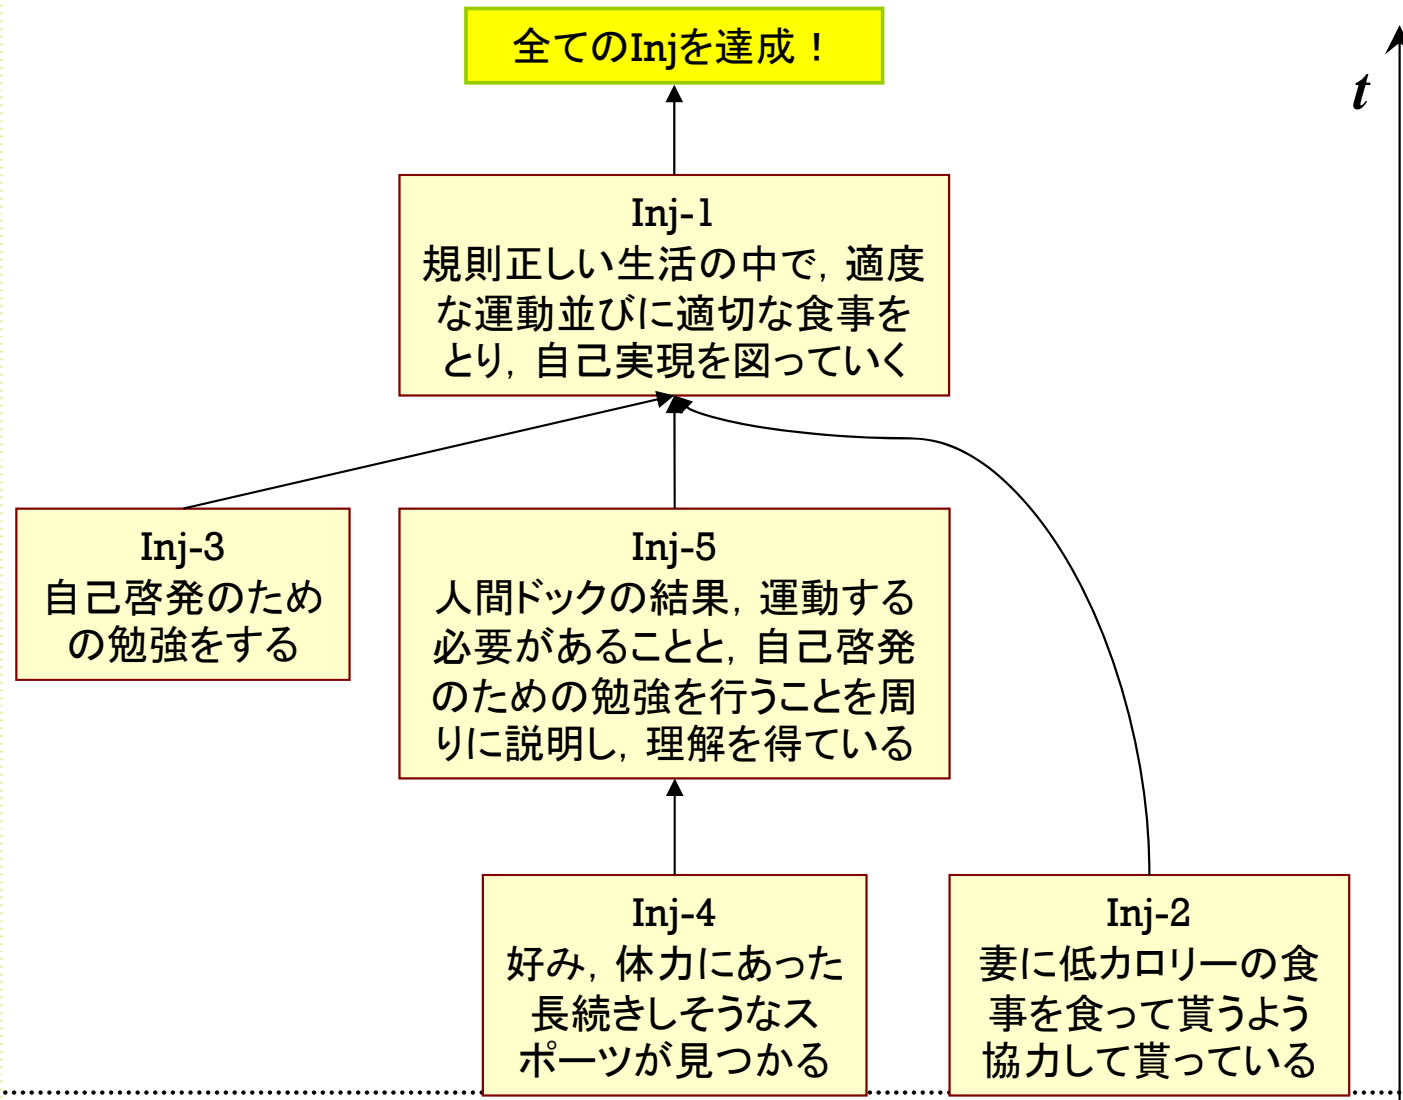 全てのInjを達成！
t
Inj-1
規則正しい生活の中で，適度
な運動並びに適切な食事を
とり，自己実現を図っていく
Inj-3
自己啓発のため
の勉強をする
Inj-5
人間ドックの結果，運動する
必要があることと，自己啓発
のための勉強を行うことを周
りに説明し，理解を得ている
Inj-4
好み，体力にあった
長続きしそうなス
ポーツが見つかる
Inj-2
妻に低カロリーの食
事を食って貰うよう
協力して貰っている